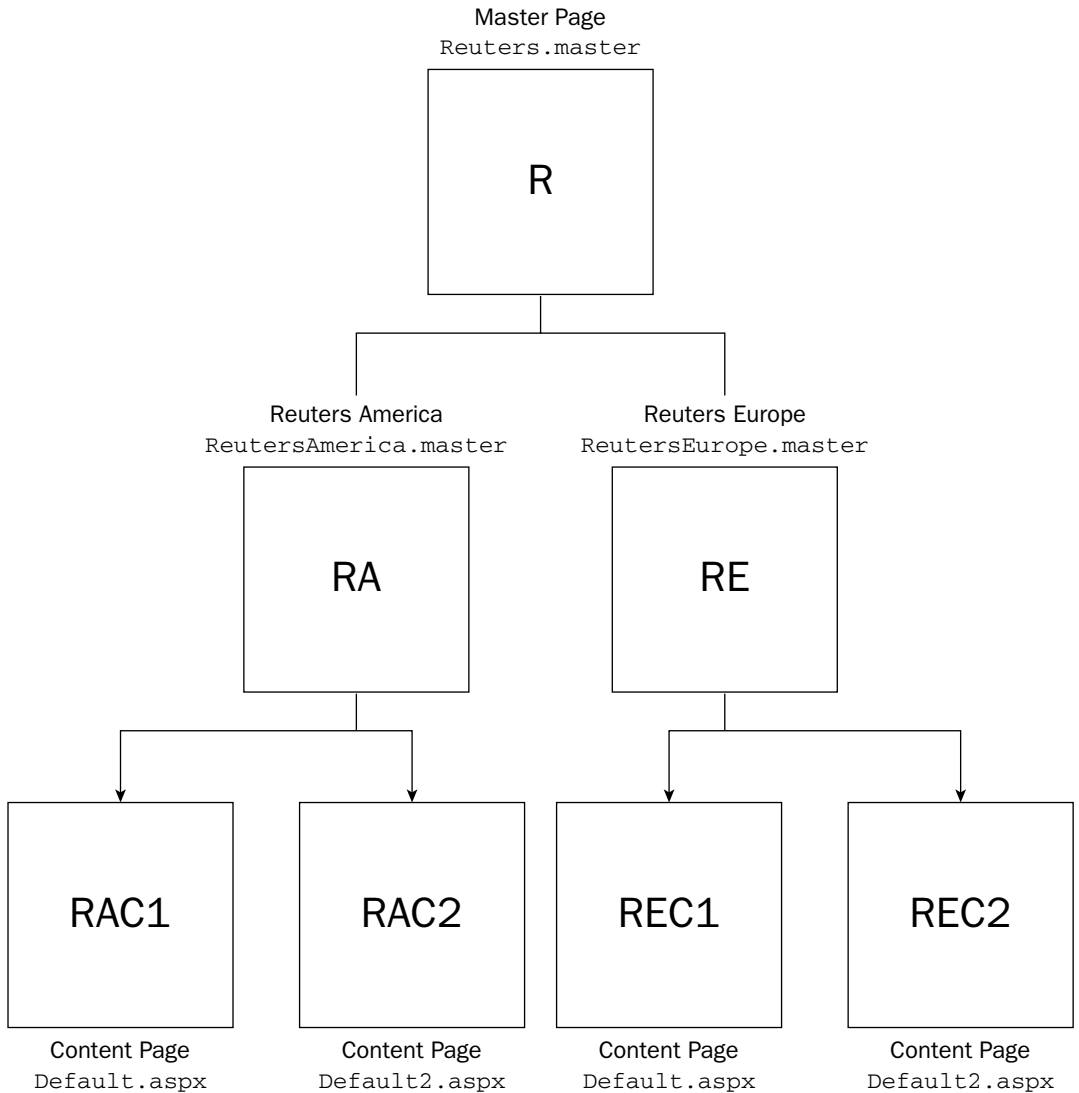 Master Page
Reuters.master
R
Reuters America
ReutersAmerica.master
Reuters Europe
ReutersEurope.master
RA
RE
RAC1
RAC2
REC1
REC2
Content Page
Default.aspx
Content Page
Default2.aspx
Content Page
Default.aspx
Content Page
Default2.aspx